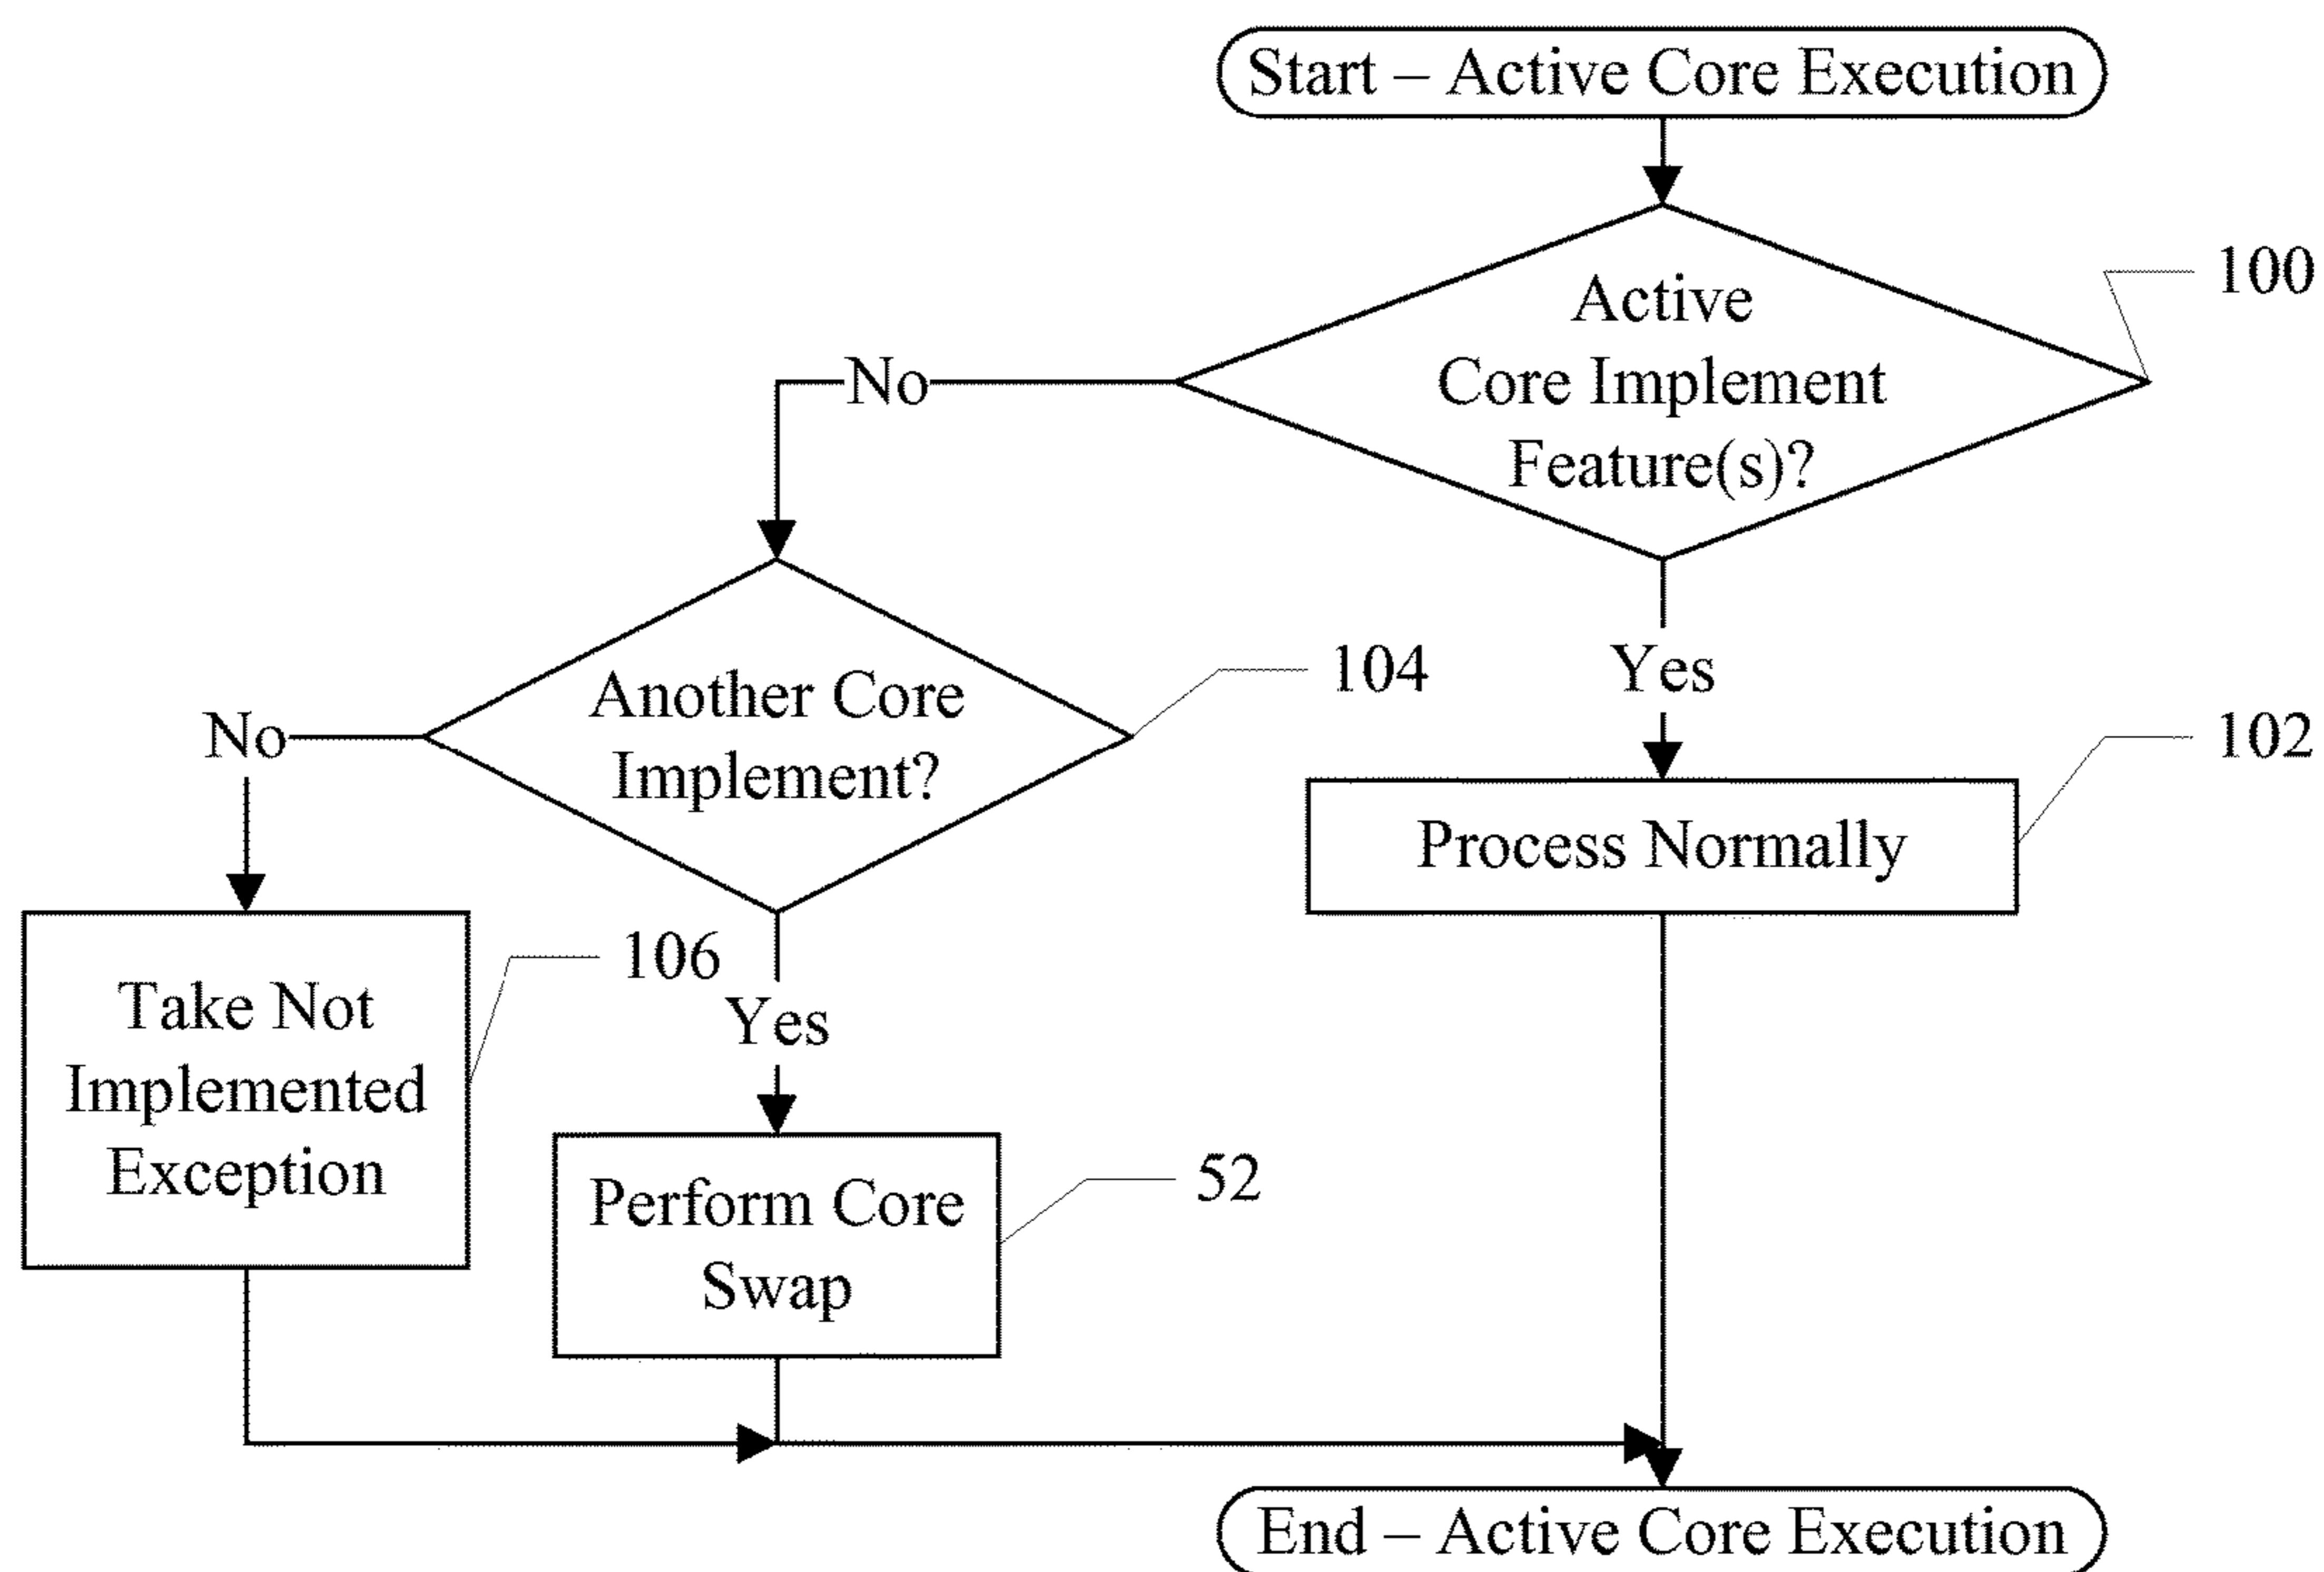 Start – Active Core Execution
Active
Core Implement
Feature(s)?
100
No
Yes
Another Core
Implement?
104
No
Process Normally
102
Take Not
Implemented
Exception
106
Yes
Perform Core
Swap
52
End – Active Core Execution